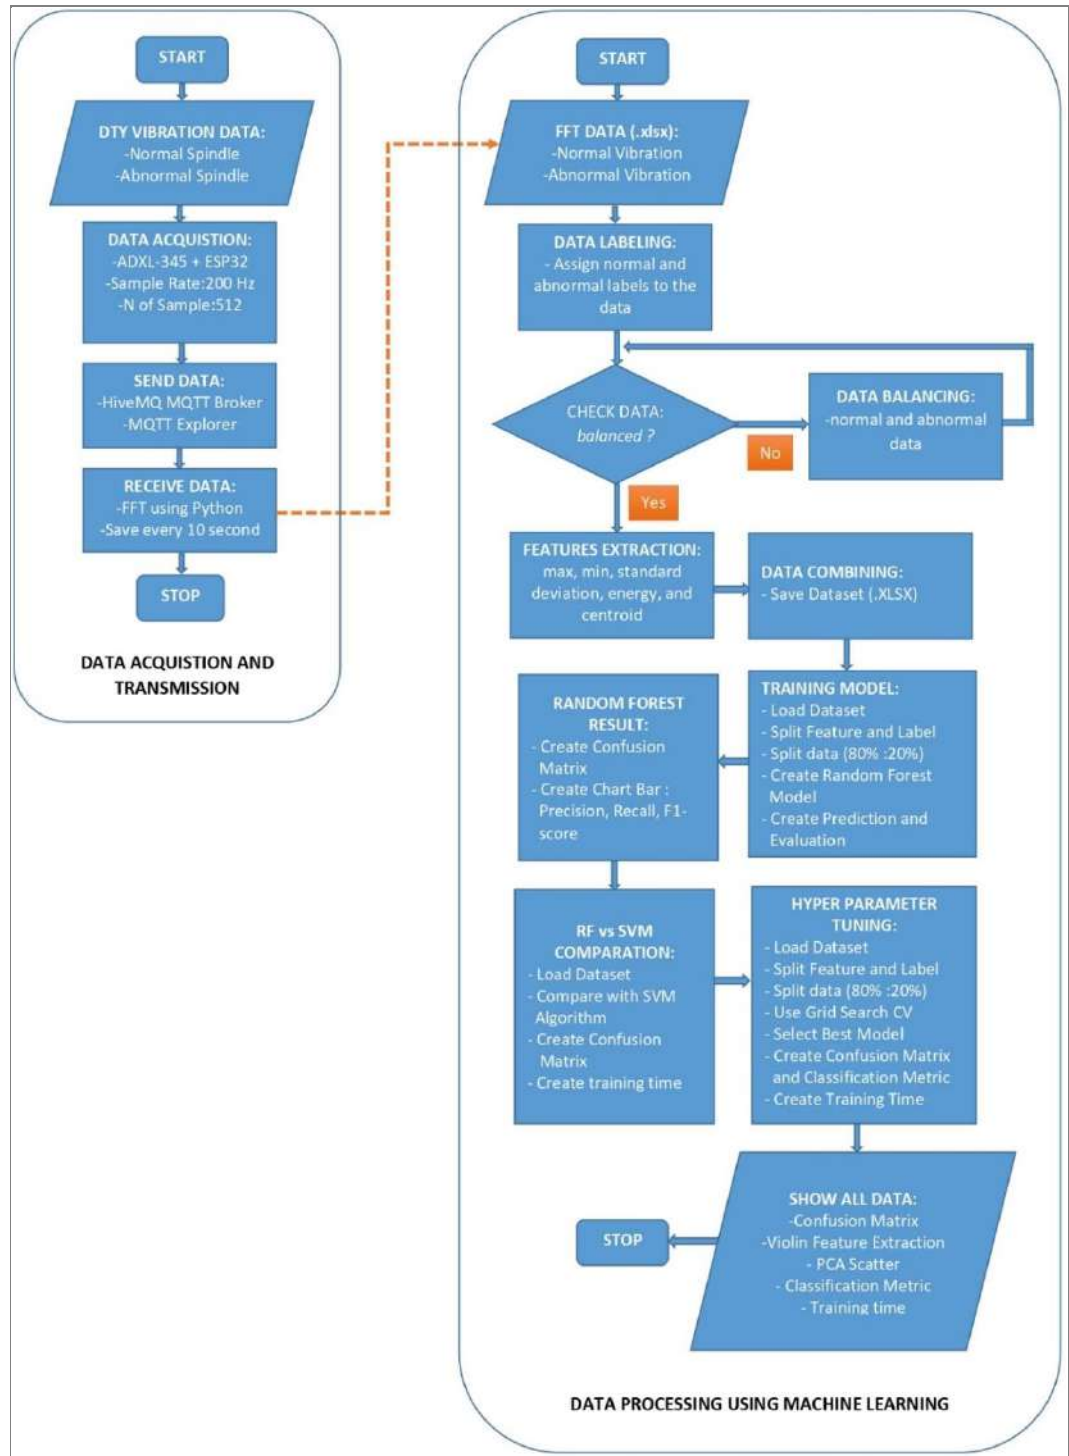 START
DTY VIBRATION DATA:
-Normal Spindle
-Abnormal Spindle
DATA ACQUISTION:
-ADXL-345 + ESP32
-Sample Rate:200 Hz
-N of Sample:512
SEND DATA:
-HiveMQ MQTT Broker
-MQTT Explorer
RECEIVE DATA:
-FFT using Python
-Save every 10 second
STOP
DATA ACQUISTION AND
TRANSMISSION
START
FFT DATA (.xlsx):
-Normal Vibration
-Abnormal Vibration
DATA LABELING:
- Assign normal and
abnormal labels to the
data
CHECK DATA:
balanced ?
No
DATA BALANCING:
-normal and abnormal
data
Yes
FEATURES EXTRACTION:
max, min, standard
deviation, energy, and
centroid
DATA COMBINING:
- Save Dataset (.XLSX)
TRAINING MODEL:
- Load Dataset
- Split Feature and Label
- Split data (80% :20%)
- Create Random Forest
Model
- Create Prediction and
Evaluation
RANDOM FOREST
RESULT:
- Create Confusion
Matrix
- Create Chart Bar :
Precision, Recall, F1-
score
RF vs SVM
COMPARATION:
- Load Dataset
- Compare with SVM
Algorithm
- Create Confusion
Matrix
- Create training time
HYPER PARAMETER
TUNING:
- Load Dataset
- Split Feature and Label
- Split data (80% :20%)
- Use Grid Search CV
- Select Best Model
- Create Confusion Matrix
and Classification Metric
- Create Training Time
SHOW ALL DATA:
-Confusion Matrix
-Violin Feature Extraction
- PCA Scatter
- Classification Metric
- Training time
STOP
DATA PROCESSING USING MACHINE LEARNING